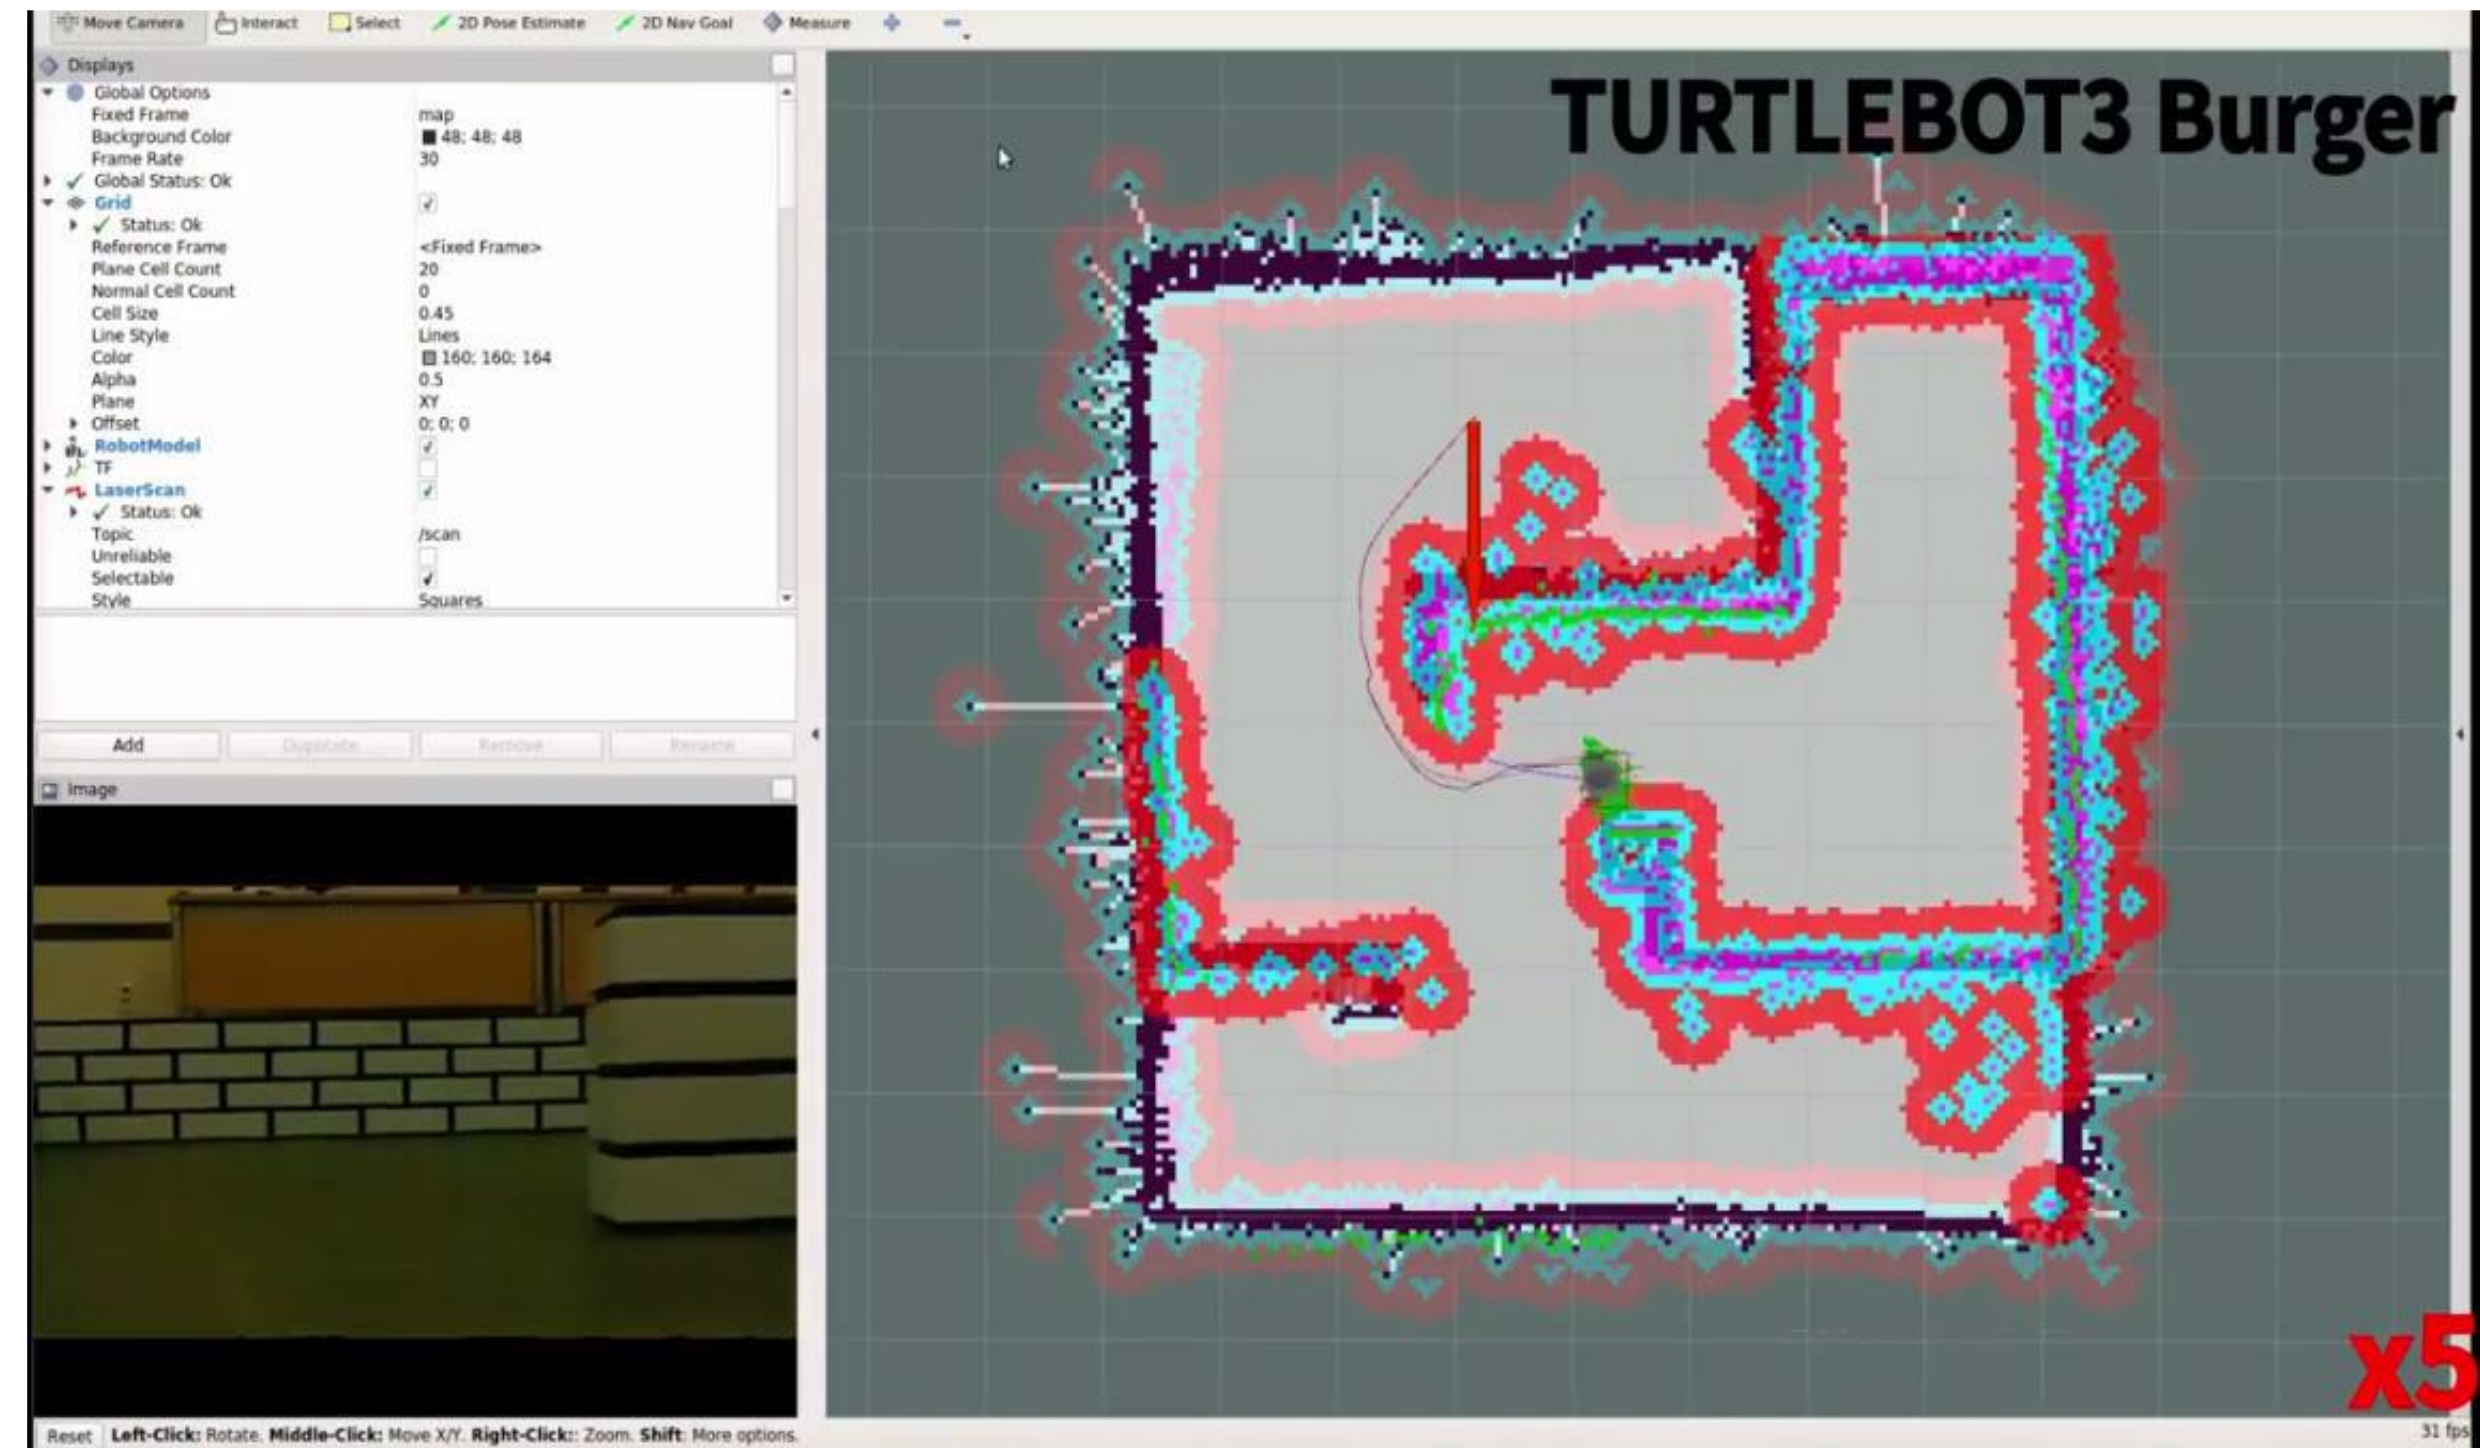 Move Camera Interact Select 2D Pose Estimate 2D Nav Goal Measure
Displays
Global Options
Fixed Frame map
Background Color 48; 48; 48
Frame Rate 30
Global Status: Ok
Grid
Status: Ok
Reference Frame <Fixed Frame>
Plane Cell Count 20
Normal Cell Count 0
Cell Size 0.45
Line Style Lines
Color 160; 160; 164
Alpha 0.5
Plane XY
Offset 0; 0; 0
RobotModel
TF
LaserScan
Status: Ok
Topic /scan
Unreliable
Selectable
Style Squares
Add Duplicate Remove Rename
Image
TURTLEBOT3 Burger
x5
Reset Left-Click: Rotate. Middle-Click: Move X/Y. Right-Click:: Zoom. Shift: More options.
31 fps